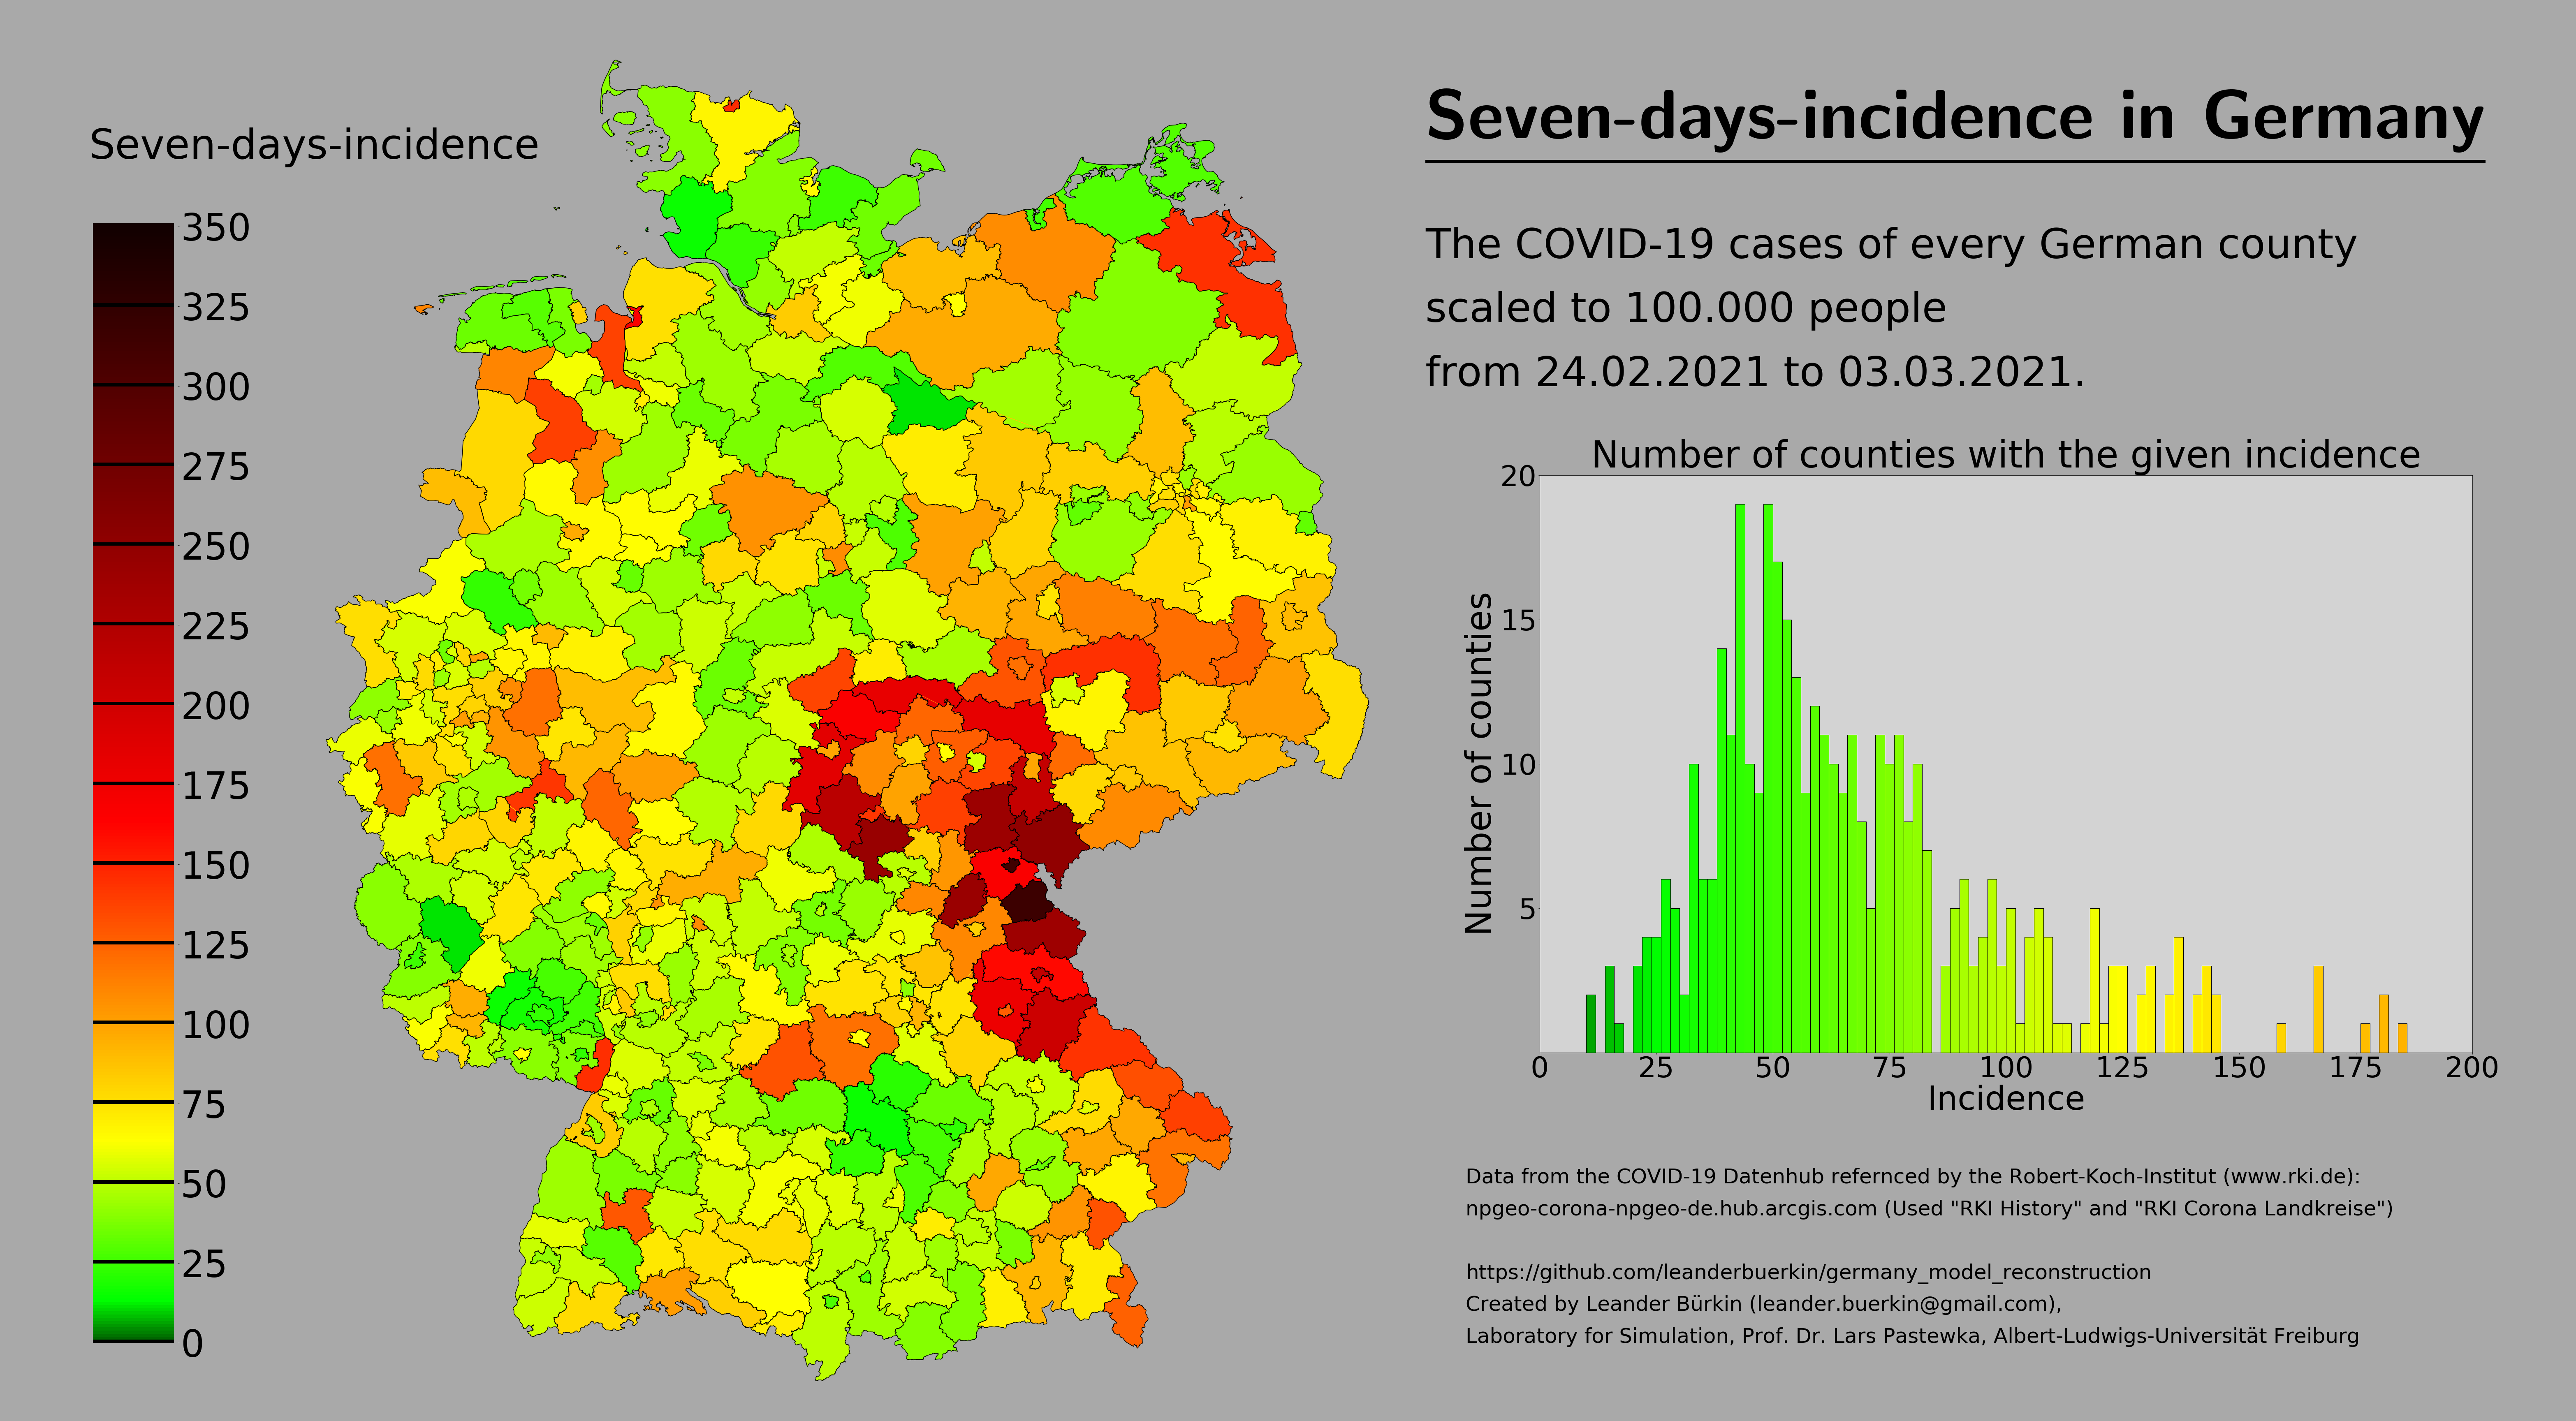 Seven-days-incidence in Germany
Seven-days-incidence
350
325
300
275
250
225
200
175
150
125
100
75
50
25
0
The COVID-19 cases of every German county
scaled to 100.000 people
from 24.02.2021 to 03.03.2021.
Number of counties with the given incidence
Number of counties
20
15
10
5
0 25 50 75 100 125 150 175 200
Incidence
Data from the COVID-19 Datenhub refernced by the Robert-Koch-Institut (www.rki.de):
npgeo-corona-npgeo-de.hub.arcgis.com (Used "RKI History" and "RKI Corona Landkreise")
https://github.com/leanderbuerkin/germany_model_reconstruction
Created by Leander Bürkin (leander.buerkin@gmail.com),
Laboratory for Simulation, Prof. Dr. Lars Pastewka, Albert-Ludwigs-Universität Freiburg